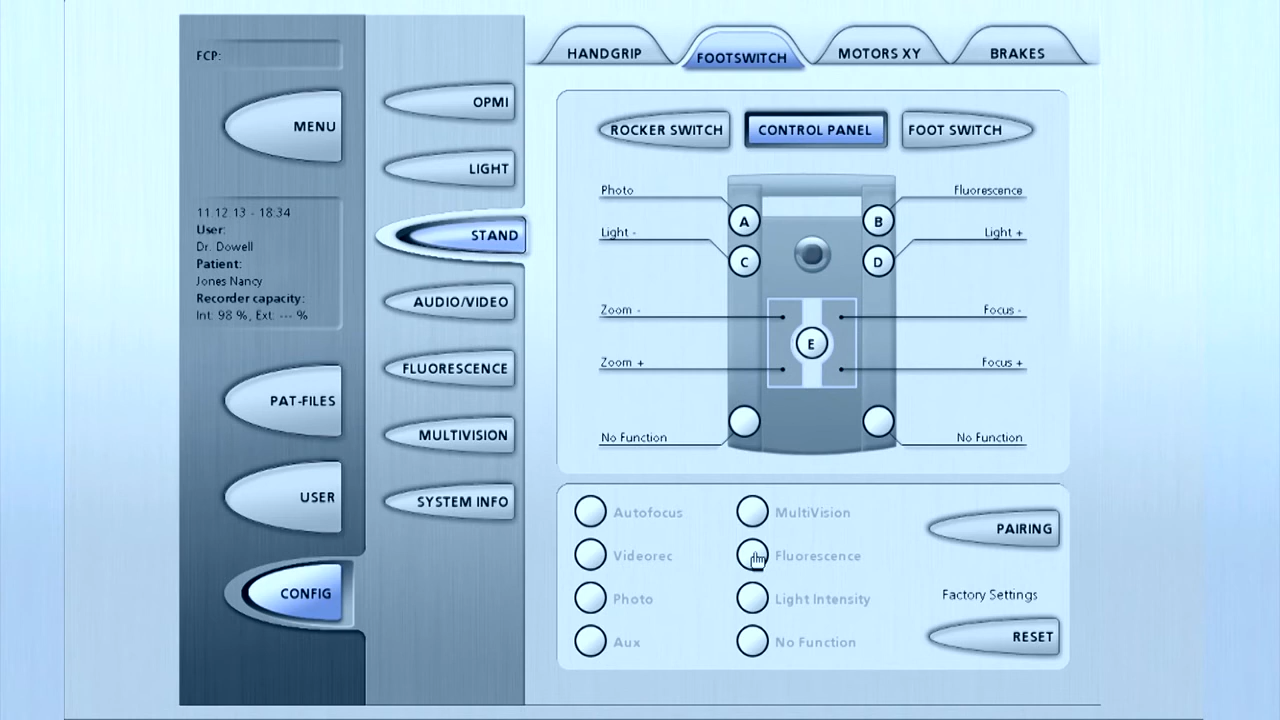 FCP:
MENU
11.12.13 - 18:34
User:
Dr. Dowell
Patient:
Jones Nancy
Recorder capacity:
Int: 98 %, Ext: --- %
PAT-FILES
USER
CONFIG
OPMI
LIGHT
STAND
AUDIO/VIDEO
FLUORESCENCE
MULTIVISION
SYSTEM INFO
HANDGRIP FOOTSWITCH MOTORS XY BRAKES
ROCKER SWITCH CONTROL PANEL FOOT SWITCH
Photo Fluorescence
A B
Light - Light +
C D
Zoom - Focus -
E
Zoom + Focus +
No Function No Function
Autofocus MultiVision
Videorec Fluorescence
Photo Light Intensity
Aux No Function
PAIRING
Factory Settings
RESET